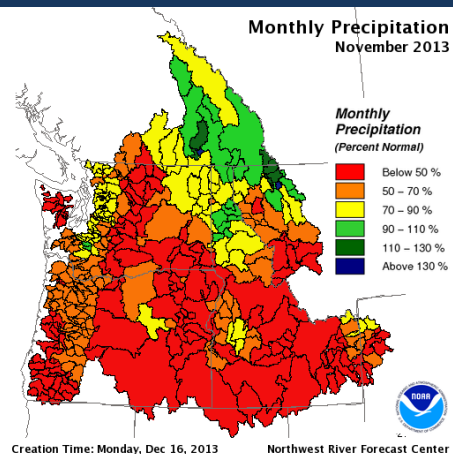 Monthly Precipitation
November 2013
Monthly
Precipitation
(Percent Normal)
Below 50 %
50 - 70 %
70 - 90 %
90 - 110 %
110 - 130 %
Above 130 %
NOAA
Creation Time: Monday, Dec 16, 2013
Northwest River Forecast Center